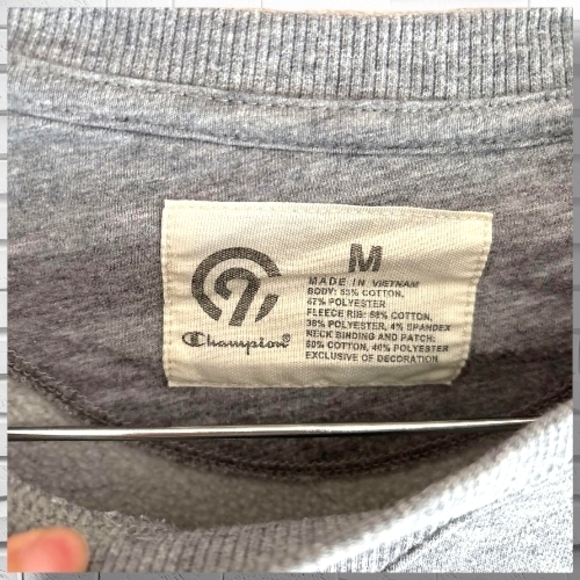 M
MADE IN VIETNAM
BODY: 53% COTTON,
47% POLYESTER
FLEECE RIB: 58% COTTON,
38% POLYESTER, 4% SPANDEX
NECK BINDING AND PATCH:
60% COTTON, 40% POLYESTER
EXCLUSIVE OF DECORATION
Champion®